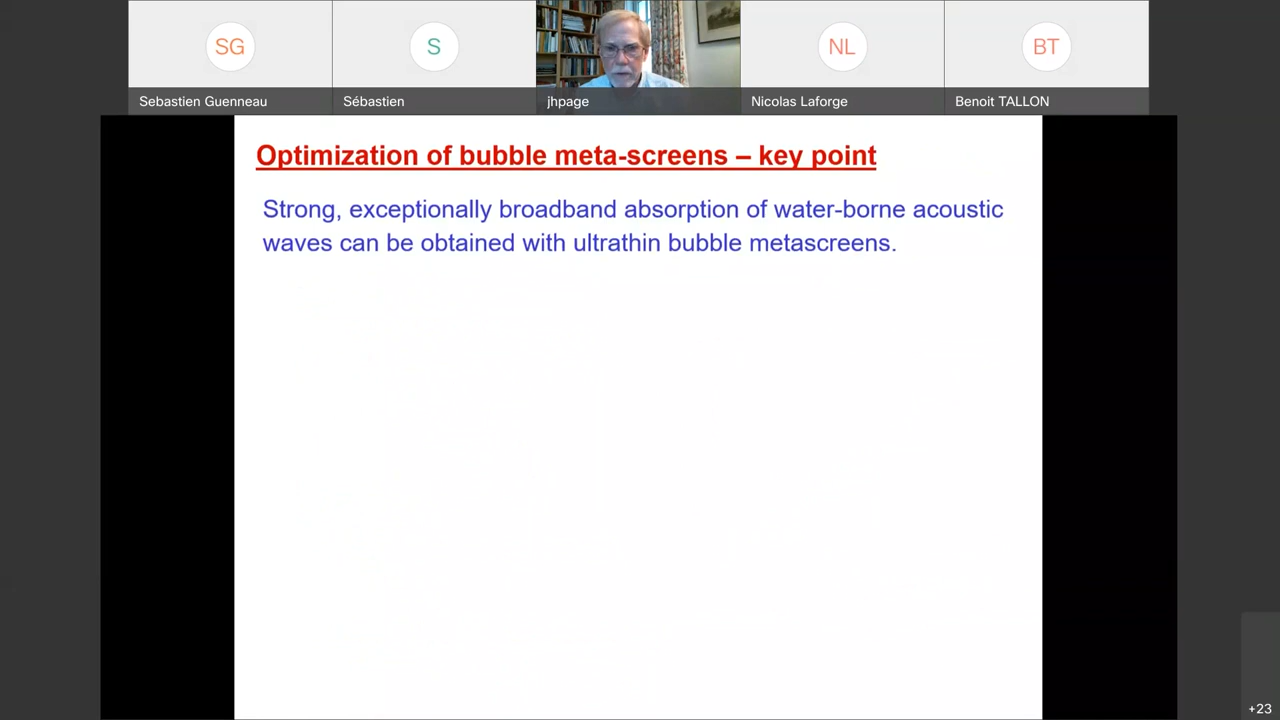 SG
S
NL
BT
Sebastien Guenneau
Sébastien
jhpage
Nicolas Laforge
Benoit TALLON
Optimization of bubble meta-screens – key point
Strong, exceptionally broadband absorption of water-borne acoustic
waves can be obtained with ultrathin bubble metascreens.
+23